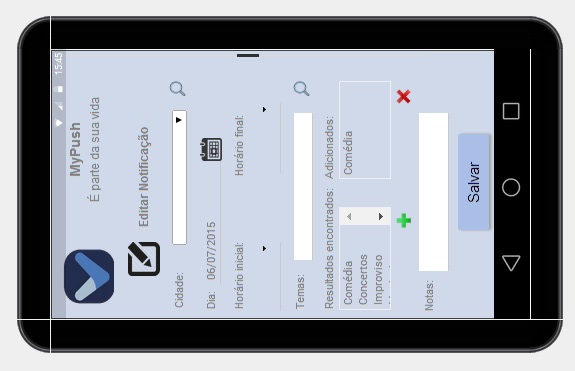 15:45
MyPush
É parte da sua vida
Editar Notificação
Cidade:
Dia: 06/07/2015
Horário inicial: Horário final:
Temas:
Resultados encontrados: Adicionados:
Comédia Comédia
Concertos
Improviso
Notas:
Salvar